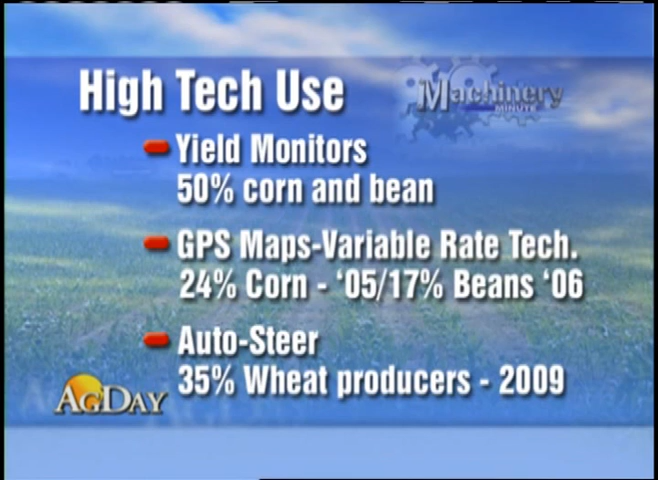 High Tech Use
Machinery
MINUTE
Yield Monitors
50% corn and bean
GPS Maps-Variable Rate Tech.
24% Corn - ‘05/17% Beans ‘06
Auto-Steer
35% Wheat producers - 2009
AGDAY